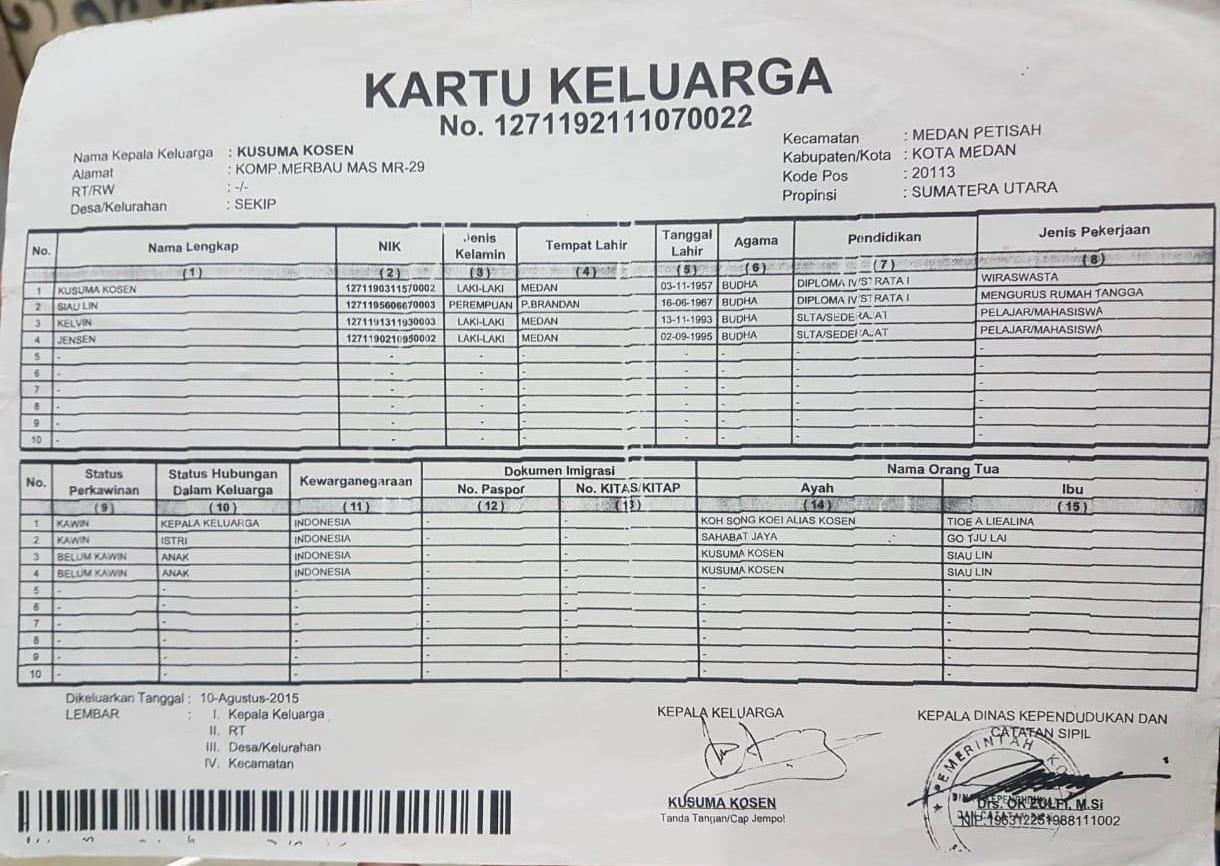 KARTU KELUARGA
No. 1271192111070022
Nama Kepala Keluarga : KUSUMA KOSEN
Alamat : KOMP.MERBAU MAS MR-29
RT/RW : -/-
Desa/Kelurahan : SEKIP
Kecamatan : MEDAN PETISAH
Kabupaten/Kota : KOTA MEDAN
Kode Pos : 20113
Propinsi : SUMATERA UTARA
No. Nama Lengkap NIK Jenis Kelamin Tempat Lahir Tanggal Lahir Agama Pendidikan Jenis Pekerjaan
(1) (2) (3) (4) (5) (6) (7) (8)
1 KUSUMA KOSEN 1271190311570002 LAKI-LAKI MEDAN 03-11-1957 BUDHA DIPLOMA IV/STRATA I WIRASWASTA
2 SIAU LIN 1271195606670003 PEREMPUAN P.BRANDAN 16-06-1967 BUDHA DIPLOMA IV/STRATA I MENGURUS RUMAH TANGGA
3 KELVIN 1271191311930003 LAKI-LAKI MEDAN 13-11-1993 BUDHA SLTA/SEDERAJAT PELAJAR/MAHASISWA
4 JENSEN 1271190210950002 LAKI-LAKI MEDAN 02-09-1995 BUDHA SLTA/SEDERAJAT PELAJAR/MAHASISWA
5 - - - - - - - -
6 - - - - - - - -
7 - - - - - - - -
8 - - - - - - - -
9 - - - - - - - -
10 - - - - - - - -
No. Status Perkawinan Status Hubungan Dalam Keluarga Kewarganegaraan Dokumen Imigrasi Nama Orang Tua
No. Paspor No. KITAS/KITAP Ayah Ibu
(9) (10) (11) (12) (13) (14) (15)
1 KAWIN KEPALA KELUARGA INDONESIA - - KOH SONG KOEI ALIAS KOSEN TIOE A LIEALINA
2 KAWIN ISTRI INDONESIA - - SAHABAT JAYA GO TJU LAI
3 BELUM KAWIN ANAK INDONESIA - - KUSUMA KOSEN SIAU LIN
4 BELUM KAWIN ANAK INDONESIA - - KUSUMA KOSEN SIAU LIN
5 - - - - - - -
6 - - - - - - -
7 - - - - - - -
8 - - - - - - -
9 - - - - - - -
10 - - - - - - -
Dikeluarkan Tanggal : 10-Agustus-2015
LEMBAR : I. Kepala Keluarga
II. RT
III. Desa/Kelurahan
IV. Kecamatan
KEPALA KELUARGA
KUSUMA KOSEN
Tanda Tangan/Cap Jempol
KEPALA DINAS KEPENDUDUKAN DAN
CATATAN SIPIL
PEMERINTAH KO
Drs. OK ZULFI, M.Si
NIP.196312251988111002